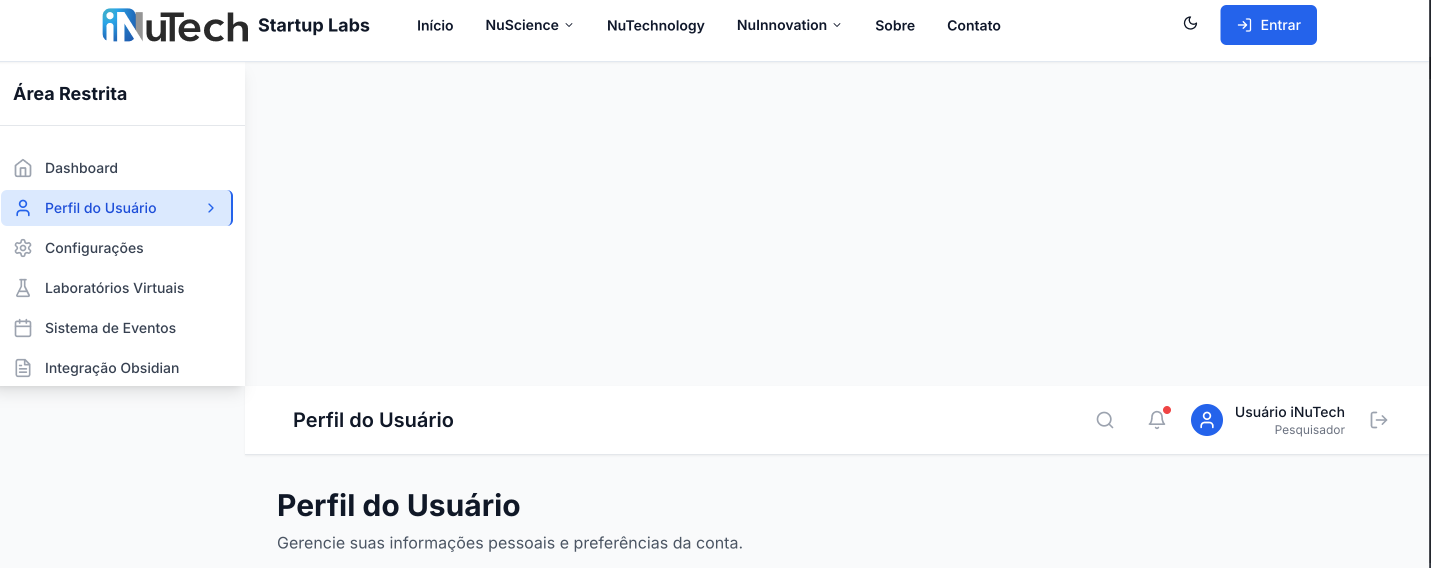 iNuTech Startup Labs
Início
NuScience
NuTechnology
NuInnovation
Sobre
Contato
Entrar
Área Restrita
Dashboard
Perfil do Usuário
Configurações
Laboratórios Virtuais
Sistema de Eventos
Integração Obsidian
Perfil do Usuário
Usuário iNuTech
Pesquisador
Perfil do Usuário
Gerencie suas informações pessoais e preferências da conta.